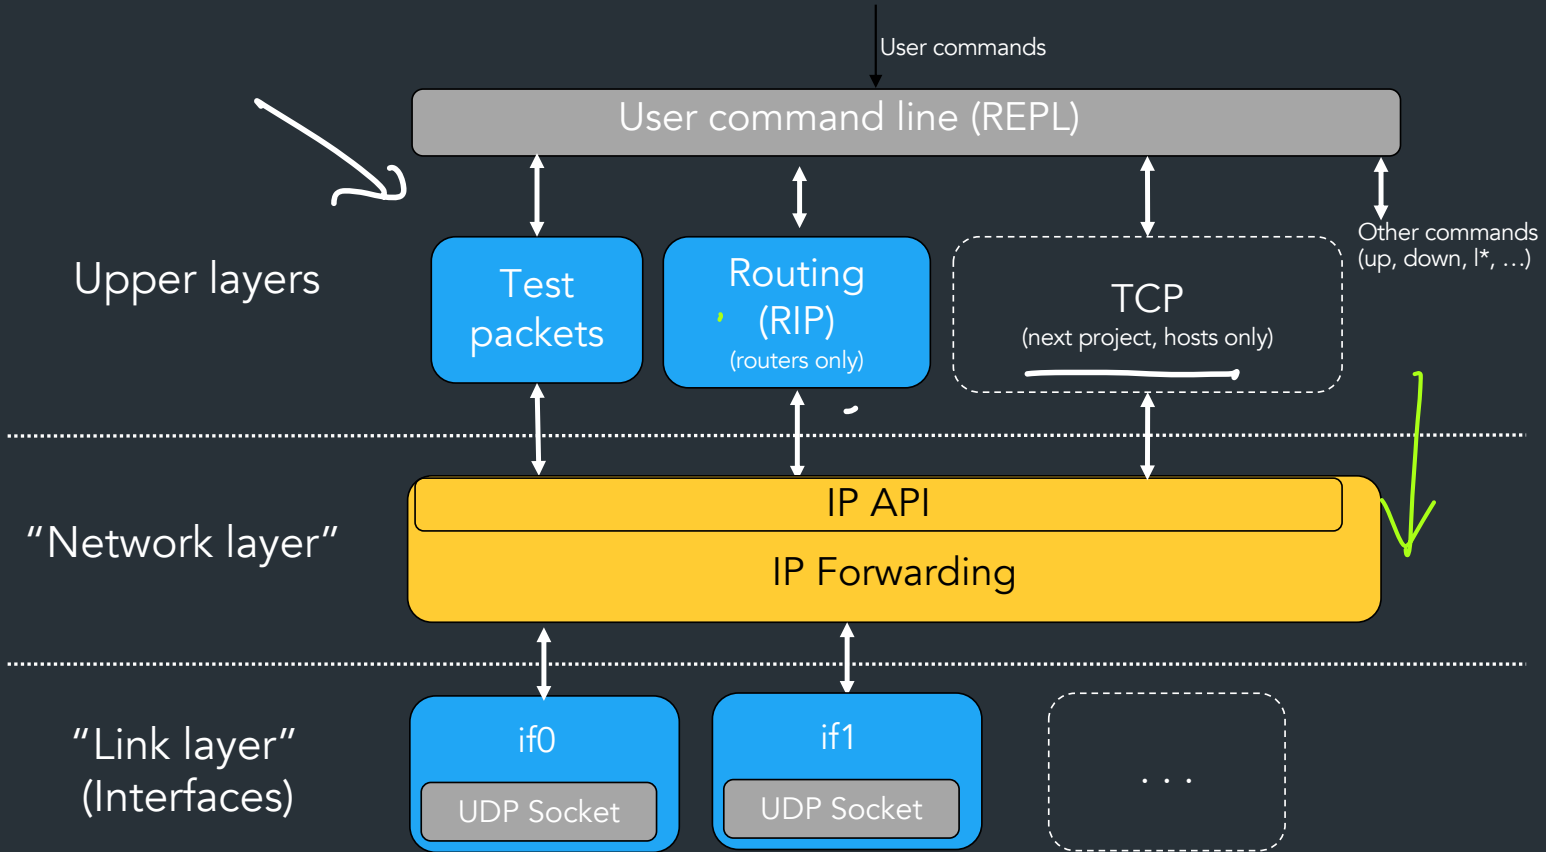 User commands
User command line (REPL)
Other commands
(up, down, l*, ...)
Upper layers
Test
packets
Routing
(RIP)
(routers only)
TCP
(next project, hosts only)
"Network layer"
IP API
IP Forwarding
"Link layer"
(Interfaces)
if0
UDP Socket
if1
UDP Socket
. . .